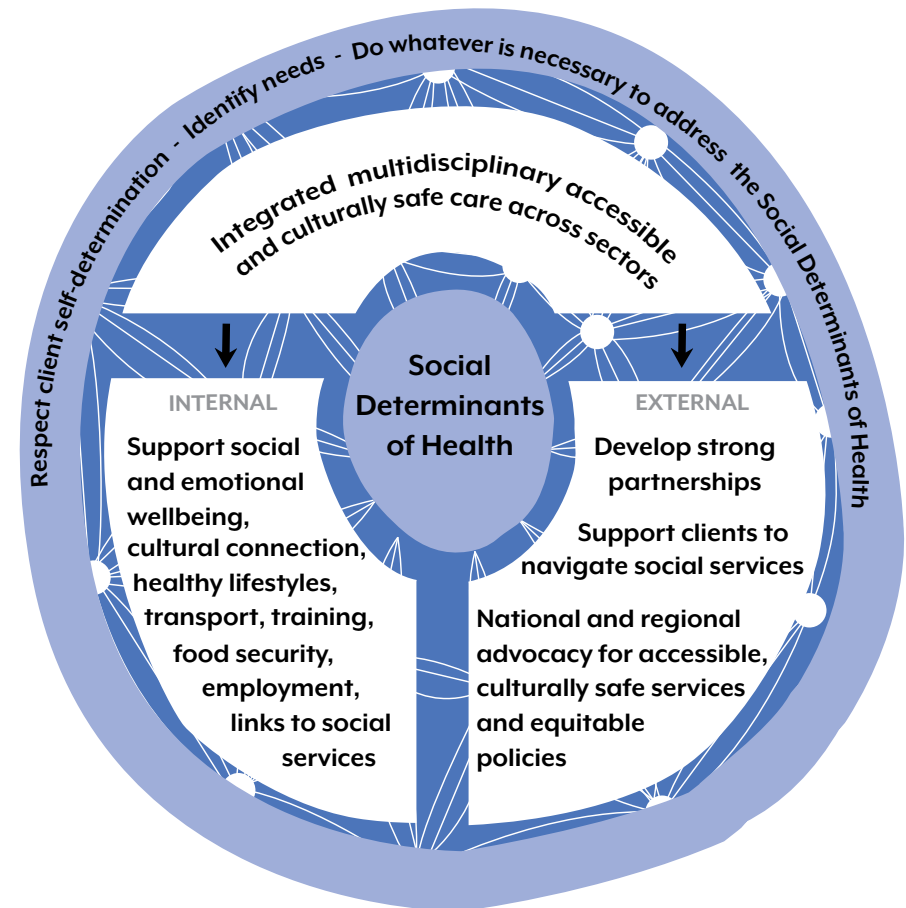 Respect client self-determination - Identify needs - Do whatever is necessary to address the Social Determinants of Health
Integrated multidisciplinary accessible
and culturally safe care across sectors
Social
Determinants
of Health
INTERNAL
Support social
and emotional
wellbeing,
cultural connection,
healthy lifestyles,
transport, training,
food security,
employment,
links to social
services
EXTERNAL
Develop strong
partnerships
Support clients to
navigate social services
National and regional
advocacy for accessible,
culturally safe services
and equitable
policies